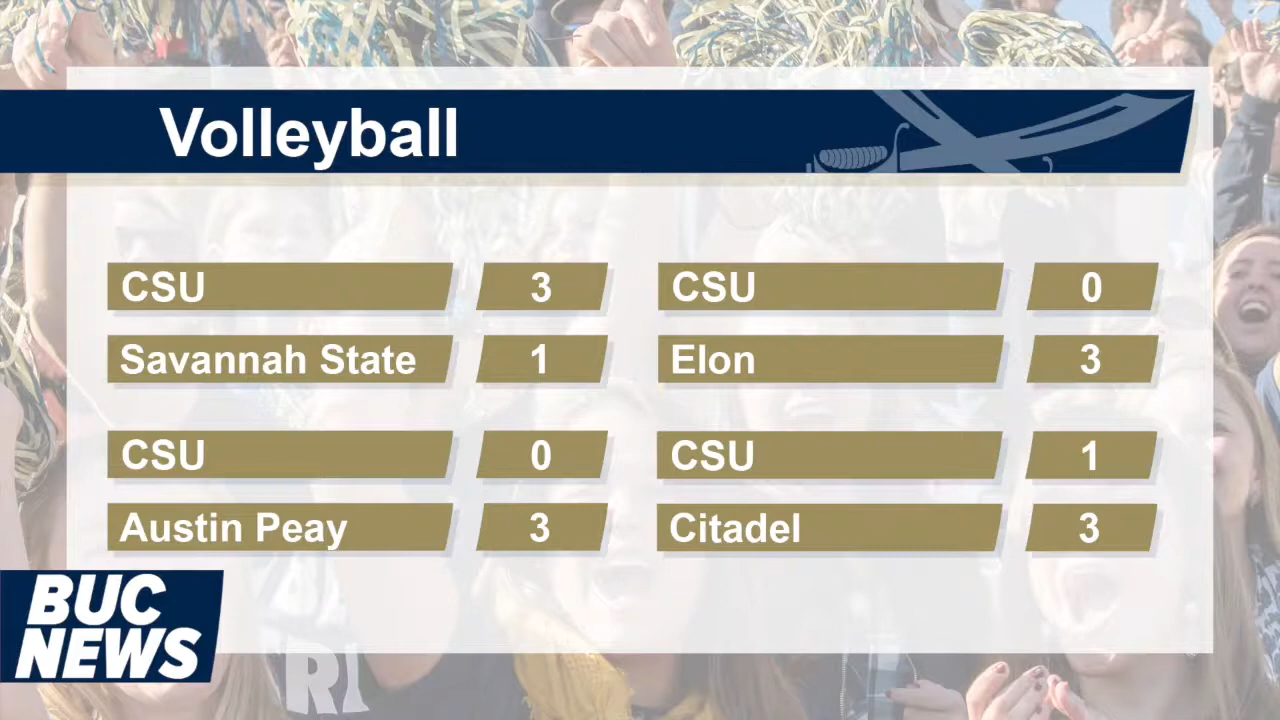 Volleyball
CSU 3
Savannah State 1
CSU 0
Elon 3
CSU 0
Austin Peay 3
CSU 1
Citadel 3
BUC
NEWS
RI